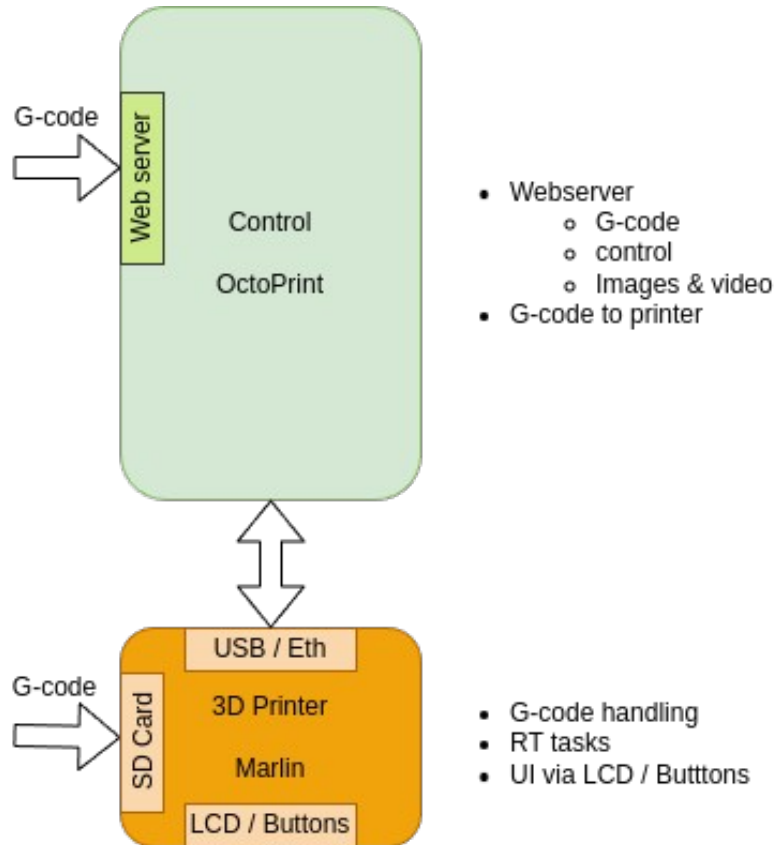 G-code
Web server
Control
OctoPrint
• Webserver
○ G-code
○ control
○ Images & video
• G-code to printer
USB / Eth
G-code
SD Card
3D Printer
Marlin
LCD / Buttons
• G-code handling
• RT tasks
• UI via LCD / Butttons